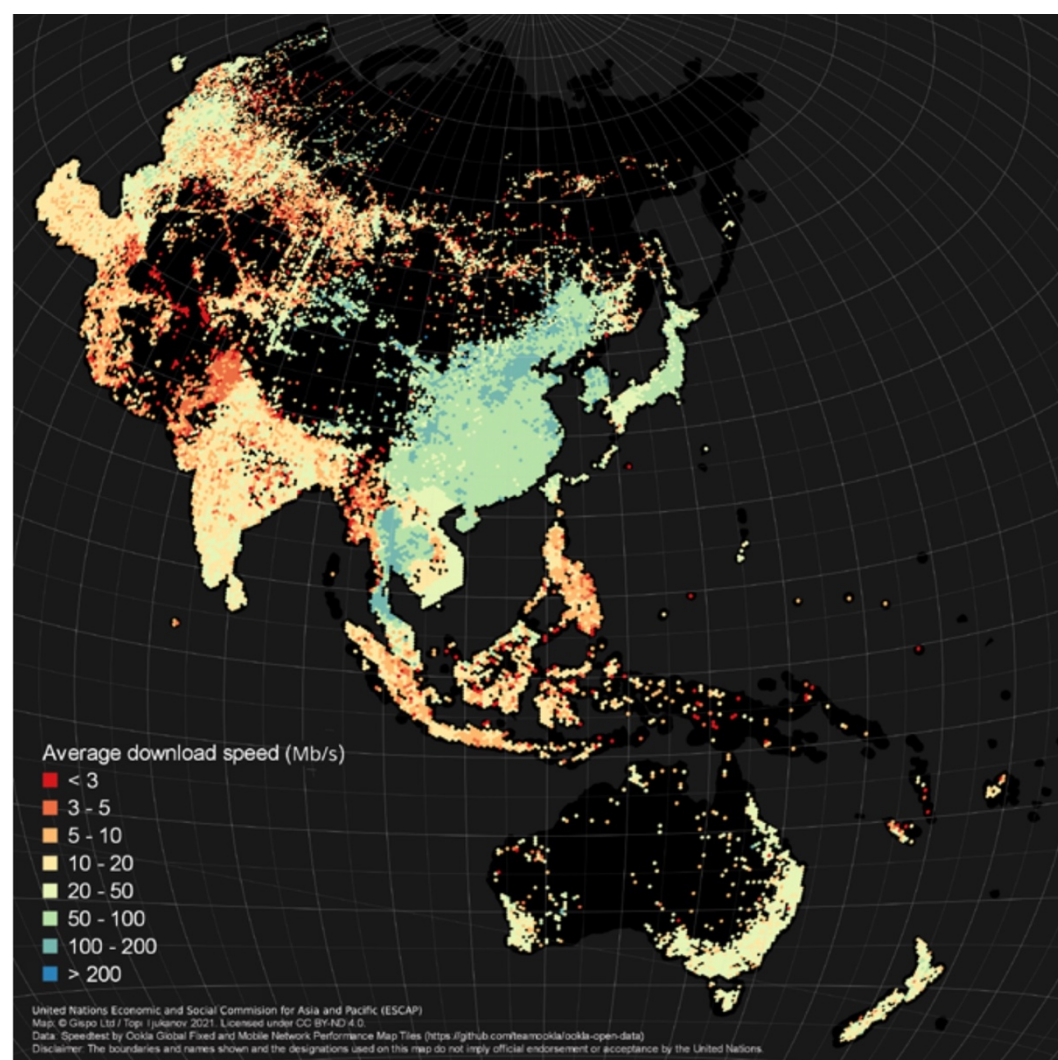 Average download speed (Mb/s)
< 3
3 - 5
5 - 10
10 - 20
20 - 50
50 - 100
100 - 200
> 200
United Nations Economic and Social Commision for Asia and Pacific (ESCAP)
Map: © Gispo Ltd / Topi Tjukanov 2021. Licensed under CC BY-ND 4.0.
Data: Speedtest by Ookla Global Fixed and Mobile Network Performance Map Tiles (https://github.com/teamookla/ookla-open-data)
Disclaimer: The boundaries and names shown and the designations used on this map do not imply official endorsement or acceptance by the United Nations.